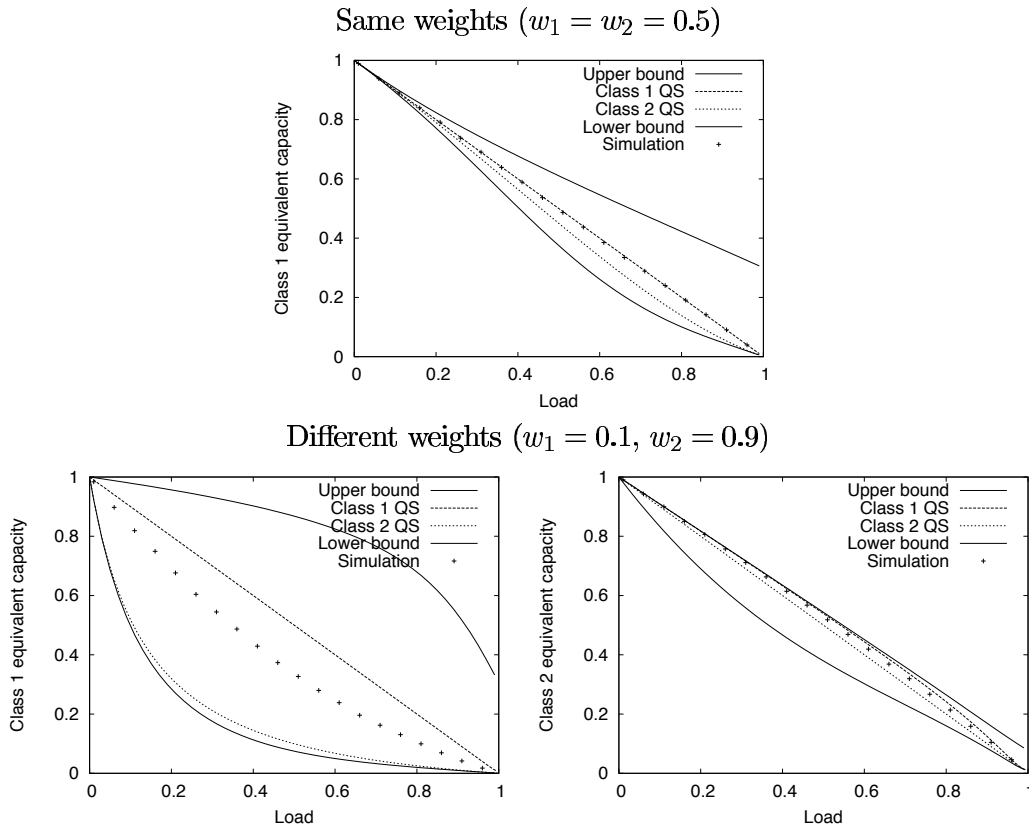 Same weights (w₁ = w₂ = 0.5)
1
0.8
0.6
0.4
0.2
0
Class 1 equivalent capacity
Upper bound
Class 1 QS
Class 2 QS
Lower bound
Simulation
0 0.2 0.4 0.6 0.8 1
Load
Different weights (w₁ = 0.1, w₂ = 0.9)
1
0.8
0.6
0.4
0.2
0
Class 1 equivalent capacity
Upper bound
Class 1 QS
Class 2 QS
Lower bound
Simulation
0 0.2 0.4 0.6 0.8 1
Load
1
0.8
0.6
0.4
0.2
0
Class 2 equivalent capacity
Upper bound
Class 1 QS
Class 2 QS
Lower bound
Simulation
0 0.2 0.4 0.6 0.8 1
Load